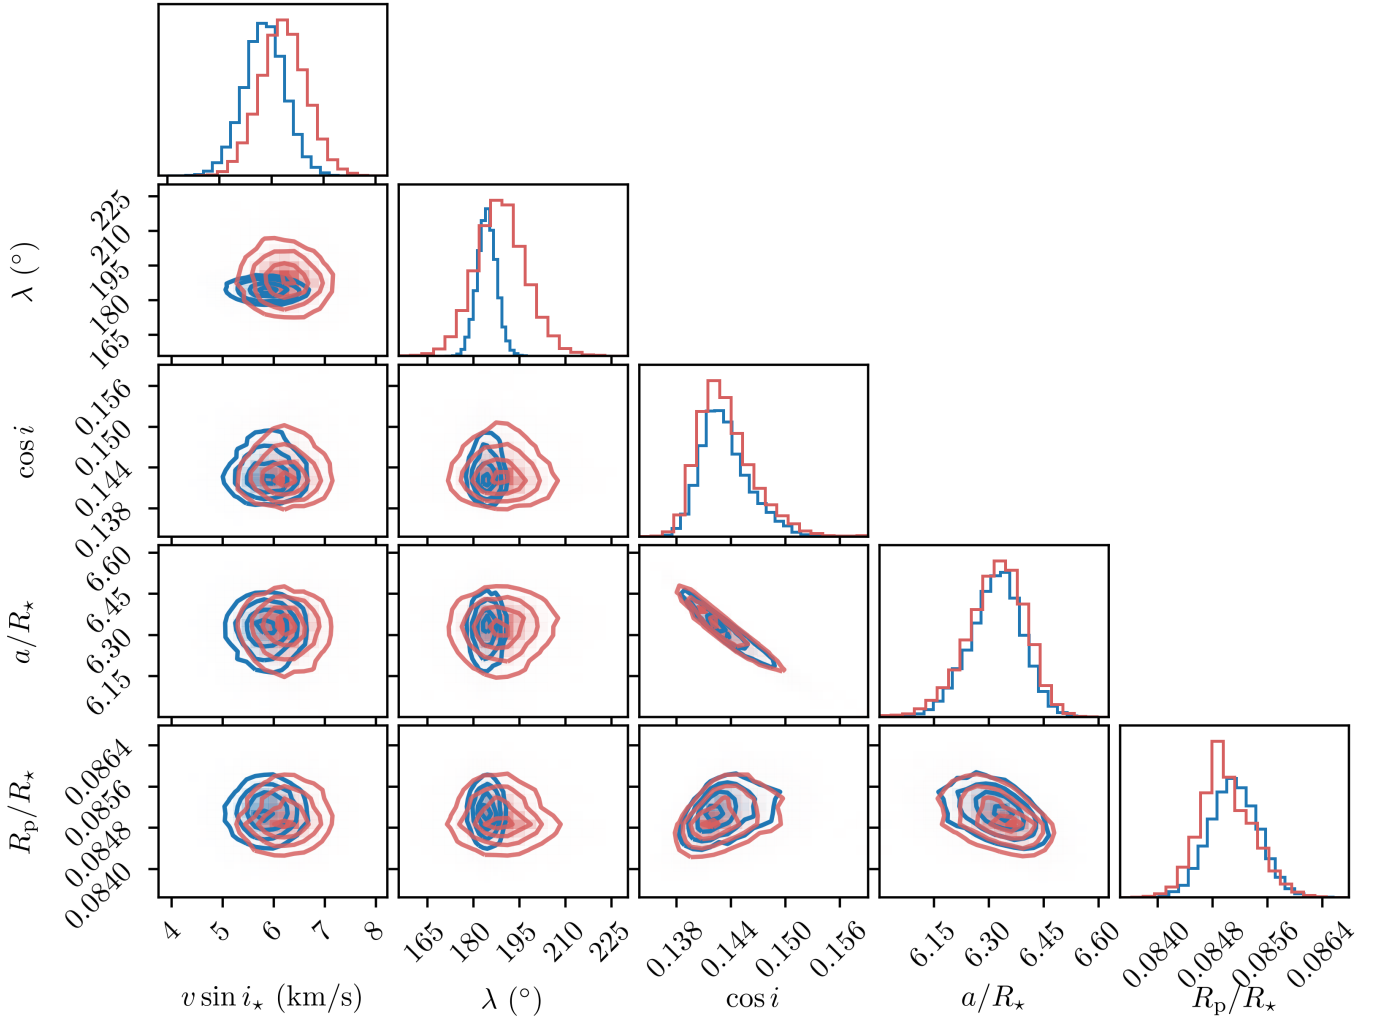 λ (°)
225
210
195
180
165
cos i
0.156
0.150
0.144
0.138
a/R⋆
6.60
6.45
6.30
6.15
Rₚ/R⋆
0.0864
0.0856
0.0848
0.0840
4 5 6 7 8
165 180 195 210 225
0.138 0.144 0.150 0.156
6.15 6.30 6.45 6.60
0.0840 0.0848 0.0856 0.0864
v sin i⋆ (km/s) λ (°) cos i a/R⋆ Rₚ/R⋆